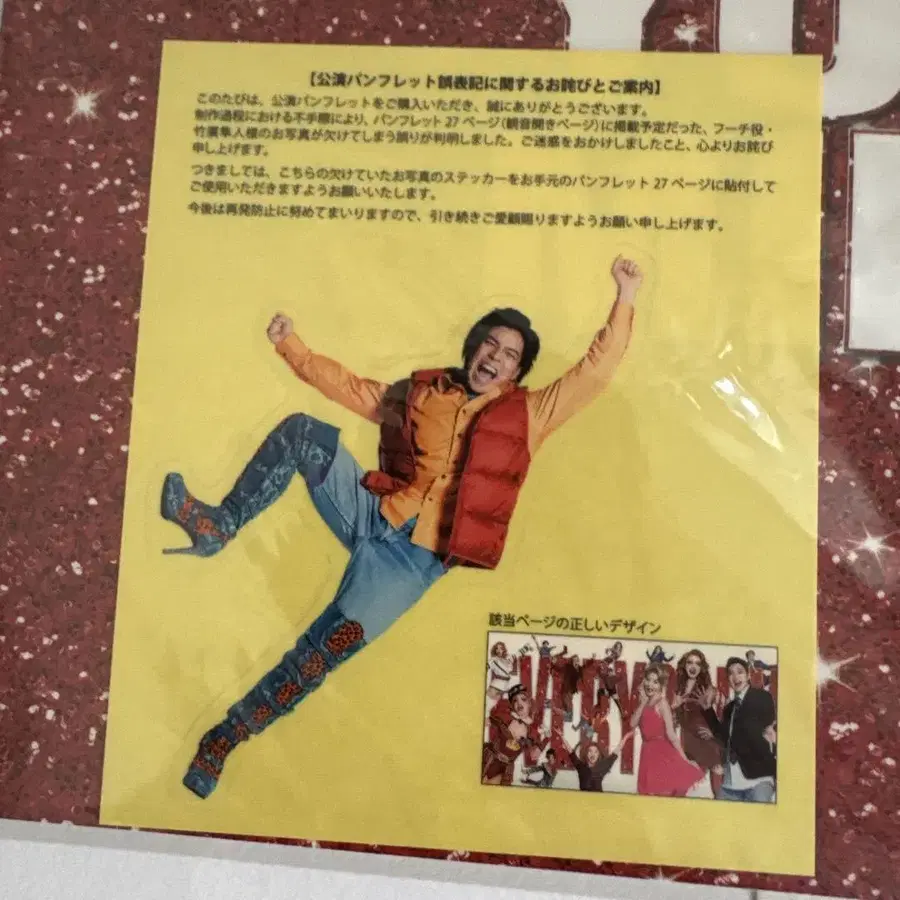 【公演パンフレット誤表記に関するお詫びとご案内】
このたびは、公演パンフレットをご購入いただき、誠にありがとうございます。
制作過程における不手際により、パンフレット27ページ(観音開きページ)に掲載予定だった、フーチ役・
竹廣隼人様のお写真が欠けてしまう誤りが判明しました。ご迷惑をおかけしましたこと、心よりお詫び
申し上げます。
つきましては、こちらの欠けていたお写真のステッカーをお手元のパンフレット 27 ページに貼付して
ご使用いただきますようお願いいたします。
今後は再発防止に努めてまいりますので、引き続きご愛顧賜りますようお願い申し上げます。
該当ページの正しいデザイン